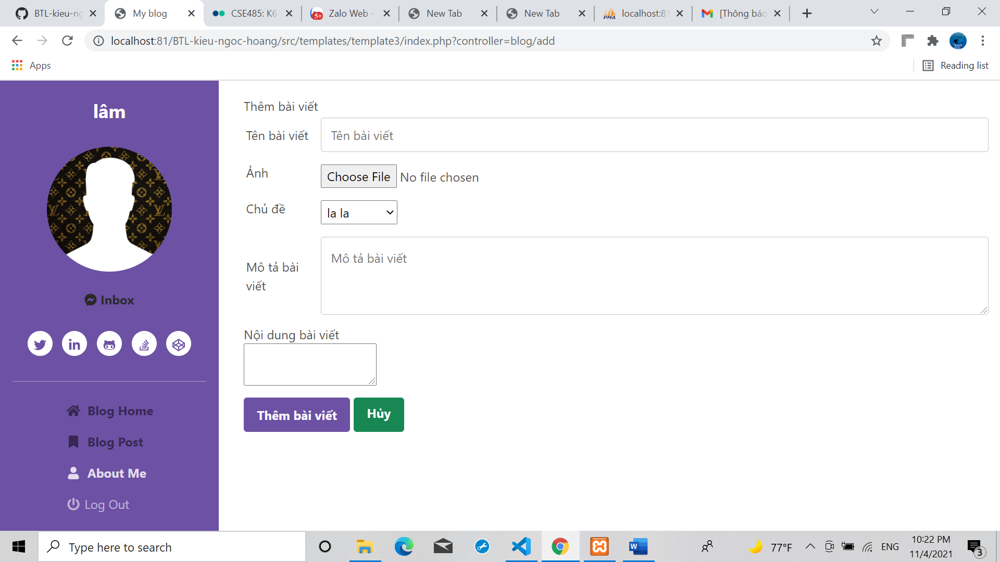 BTL-kieu-ng
My blog
CSE485: K6
Zalo Web -
New Tab
New Tab
localhost:81
[Thông báo
localhost:81/BTL-kieu-ngoc-hoang/src/templates/template3/index.php?controller=blog/add
Apps
Reading list
lâm
Inbox
Blog Home
Blog Post
About Me
Log Out
Thêm bài viết
Tên bài viết
Tên bài viết
Ảnh
Choose File No file chosen
Chủ đề
la la
Mô tả bài
viết
Mô tả bài viết
Nội dung bài viết
Thêm bài viết
Hủy
Type here to search
77°F
ENG
10:22 PM
11/4/2021
3
5+
PMA